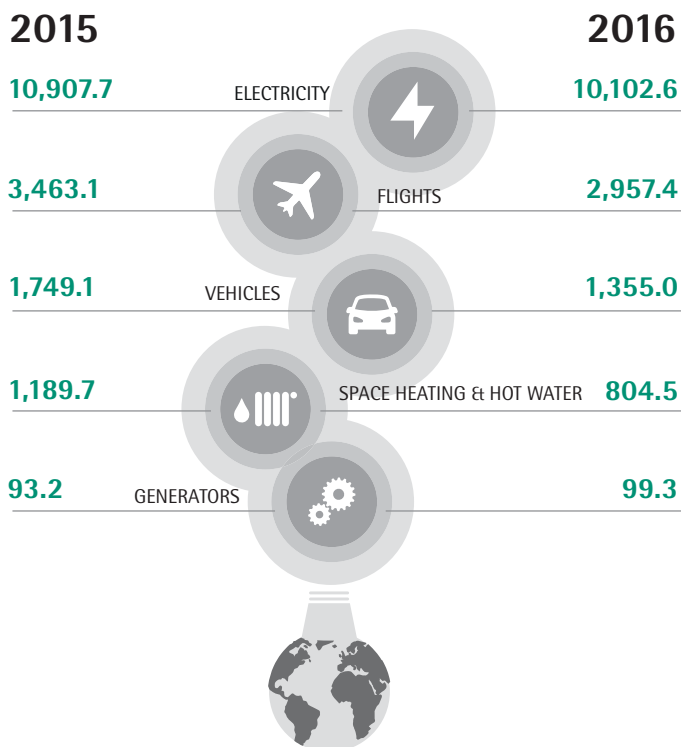 2015 2016
10,907.7 ELECTRICITY 10,102.6
3,463.1 FLIGHTS 2,957.4
1,749.1 VEHICLES 1,355.0
1,189.7 SPACE HEATING & HOT WATER 804.5
93.2 GENERATORS 99.3